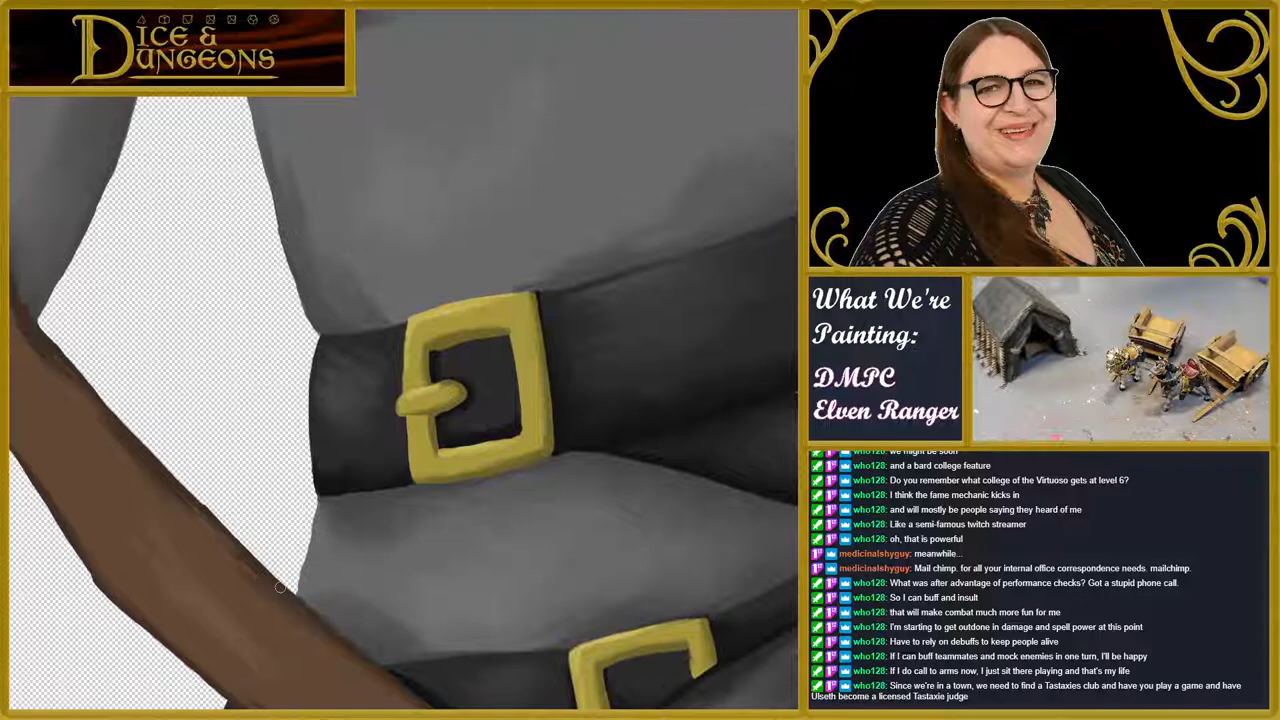 DICE &
DUNGEONS
What We're
Painting:
DMPC
Elven Ranger
who128: we might be soon
who128: and a bard college feature
who128: Do you remember what college of the Virtuoso gets at level 6?
who128: I think the fame mechanic kicks in
who128: and will mostly be people saying they heard of me
who128: Like a semi-famous twitch streamer
who128: oh, that is powerful
medicinalshyguy: meanwhile...
medicinalshyguy: Mail chimp. for all your internal office correspondence needs. mailchimp.
who128: What was after advantage of performance checks? Got a stupid phone call.
who128: So I can buff and insult
who128: that will make combat much more fun for me
who128: I'm starting to get outdone in damage and spell power at this point
who128: Have to rely on debuffs to keep people alive
who128: If I can buff teammates and mock enemies in one turn, I'll be happy
who128: If I do call to arms now, I just sit there playing and that's my life
who128: Since we're in a town, we need to find a Tastaxies club and have you play a game and have
Ulseth become a licensed Tastaxie judge